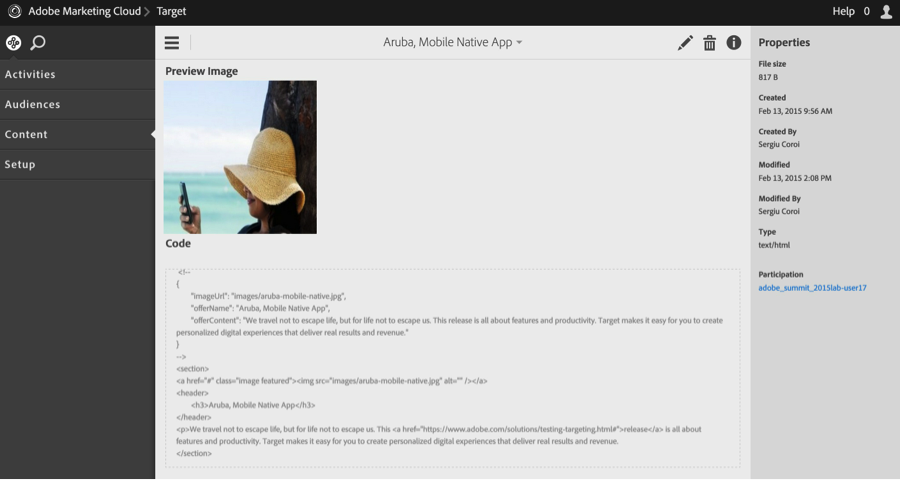 Adobe Marketing Cloud > Target
Help 0
Activities
Audiences
Content
Setup
Aruba, Mobile Native App
Preview Image
Code
<!--
{
"imageUrl": "images/aruba-mobile-native.jpg",
"offerName": "Aruba, Mobile Native App",
"offerContent": "We travel not to escape life, but for life not to escape us. This release is all about features and productivity. Target makes it easy for you to create
personalized digital experiences that deliver real results and revenue."
}
-->
<section>
<a href="#" class="image featured"><img src="images/aruba-mobile-native.jpg" alt="" /></a>
<header>
<h3>Aruba, Mobile Native App</h3>
</header>
<p>We travel not to escape life, but for life not to escape us. This <a href="https://www.adobe.com/solutions/testing-targeting.html#">release</a> is all about
features and productivity. Target makes it easy for you to create personalized digital experiences that deliver real results and revenue.
</section>
Properties
File size
817 B
Created
Feb 13, 2015 9:56 AM
Created By
Sergiu Coroi
Modified
Feb 13, 2015 2:08 PM
Modified By
Sergiu Coroi
Type
text/html
Participation
adobe_summit_2015lab-user17